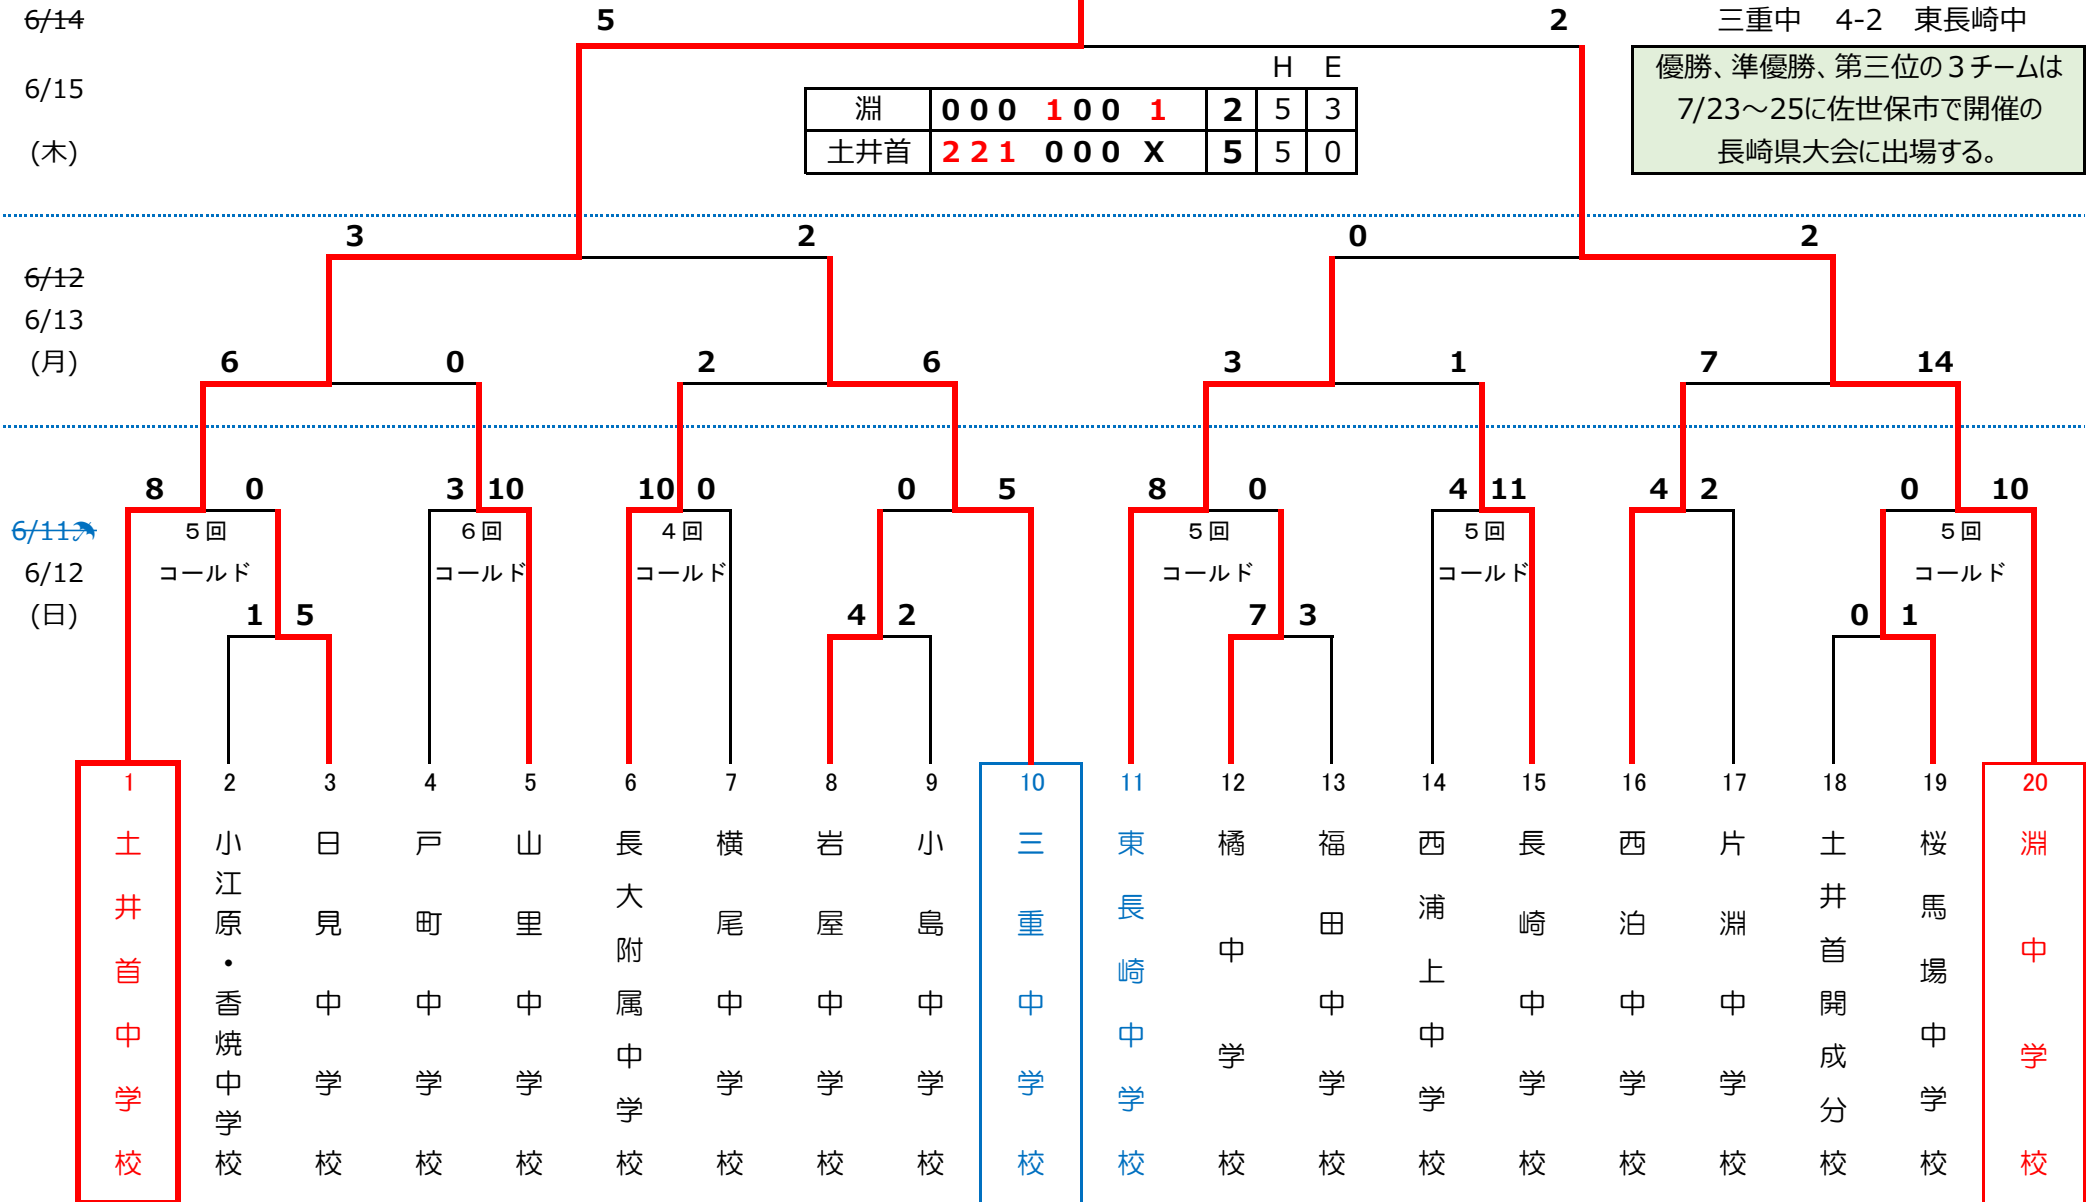 6/14
5
2
三重中 4-2 東長崎中
6/15
(木)
H E
淵 000 100 1 2 5 3
土井首 221 000 X 5 5 0
優勝、準優勝、第三位の3チームは
7/23～25に佐世保市で開催の
長崎県大会に出場する。
3 2 0 2
6/12
6/13
(月)
6 0 2 6 3 1 7 14
8 0 3 10 10 0 0 5 8 0 4 11 4 2 0 10
6/11
6/12
(日)
5回 コールド
6回 コールド
4回 コールド
5回 コールド
5回 コールド
5回 コールド
1 5 4 2 7 3 0 1
1 土井首中学校
2 小江原・香焼中学校
3 日見中学校
4 戸町中学校
5 山里中学校
6 長大附属中学校
7 横尾中学校
8 岩屋中学校
9 小島中学校
10 三重中学校
11 東長崎中学校
12 橘中学校
13 福田中学校
14 西浦上中学校
15 長崎中学校
16 西泊中学校
17 片淵中学校
18 土井首開成分校
19 桜馬場中学校
20 淵中学校